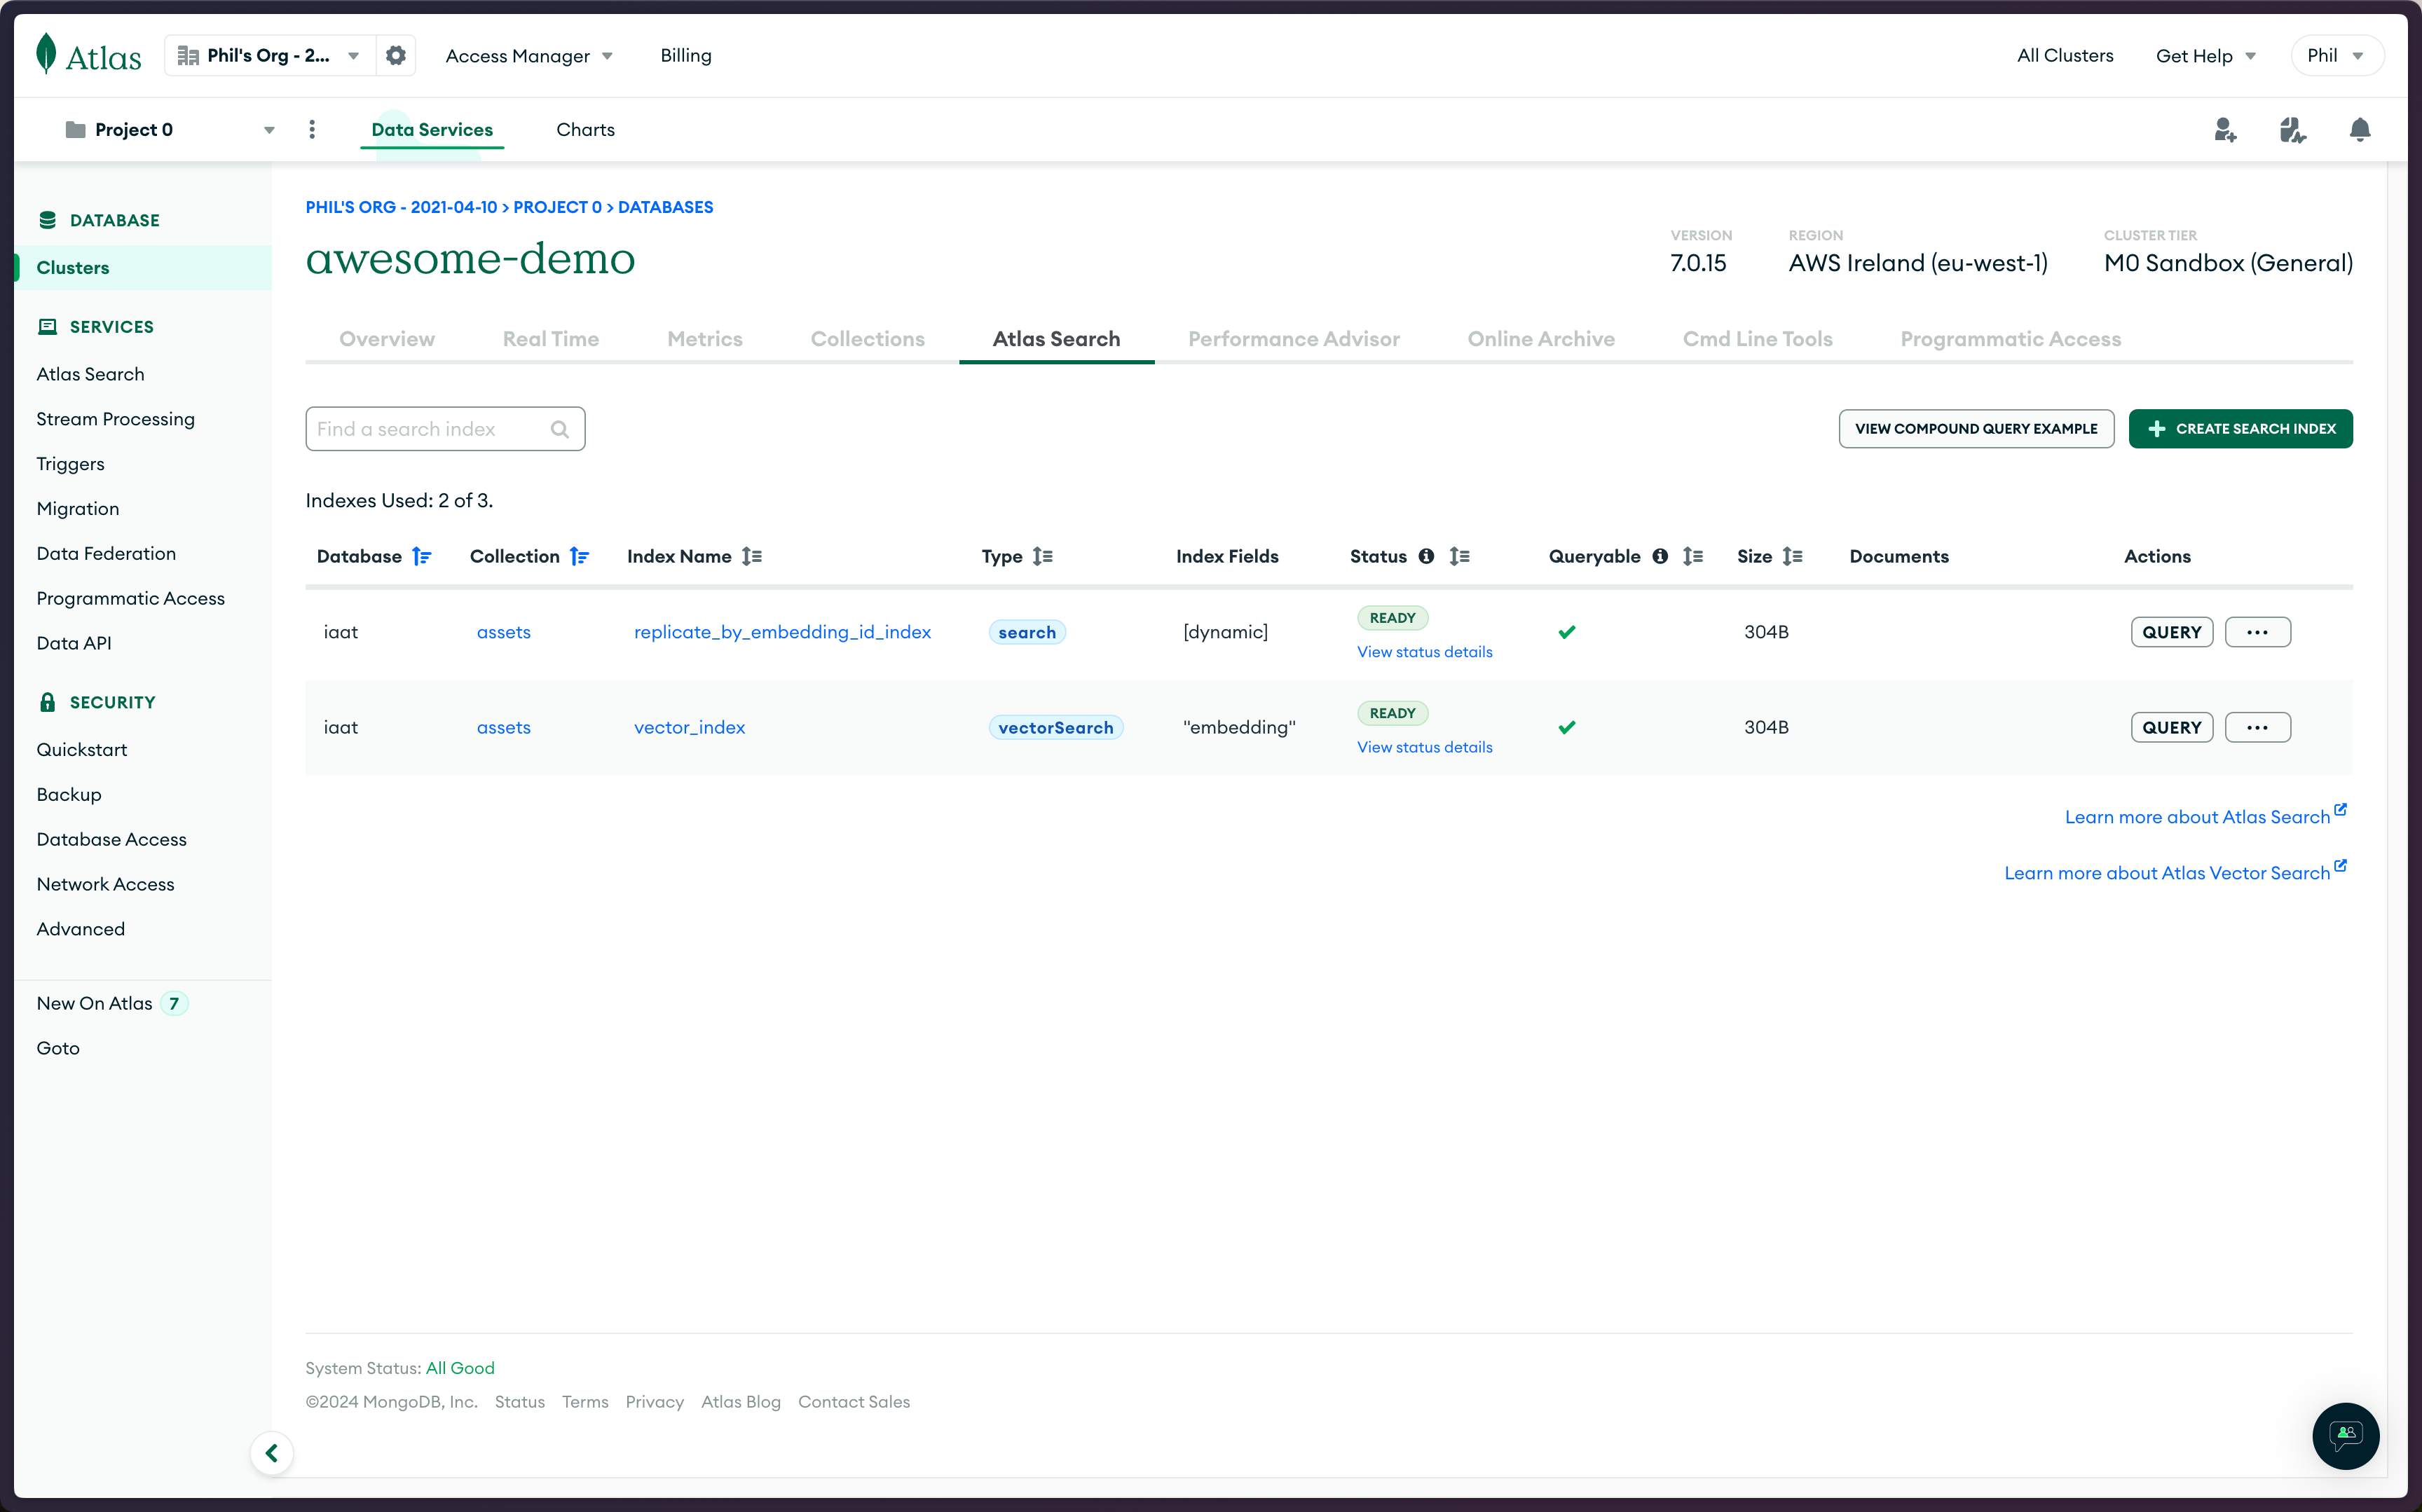 Atlas
Phil's Org - 2...
Access Manager
Billing
All Clusters
Get Help
Phil
Project 0
Data Services
Charts
DATABASE
Clusters
SERVICES
Atlas Search
Stream Processing
Triggers
Migration
Data Federation
Programmatic Access
Data API
SECURITY
Quickstart
Backup
Database Access
Network Access
Advanced
New On Atlas 7
Goto
PHIL'S ORG - 2021-04-10 > PROJECT 0 > DATABASES
awesome-demo
VERSION
7.0.15
REGION
AWS Ireland (eu-west-1)
CLUSTER TIER
M0 Sandbox (General)
Overview
Real Time
Metrics
Collections
Atlas Search
Performance Advisor
Online Archive
Cmd Line Tools
Programmatic Access
Find a search index
VIEW COMPOUND QUERY EXAMPLE
CREATE SEARCH INDEX
Indexes Used: 2 of 3.
Database Collection Index Name Type Index Fields Status Queryable Size Documents Actions
iaat assets replicate_by_embedding_id_index search [dynamic] READY 304B QUERY ...
View status details
iaat assets vector_index vectorSearch "embedding" READY 304B QUERY ...
View status details
Learn more about Atlas Search
Learn more about Atlas Vector Search
System Status: All Good
©2024 MongoDB, Inc. Status Terms Privacy Atlas Blog Contact Sales